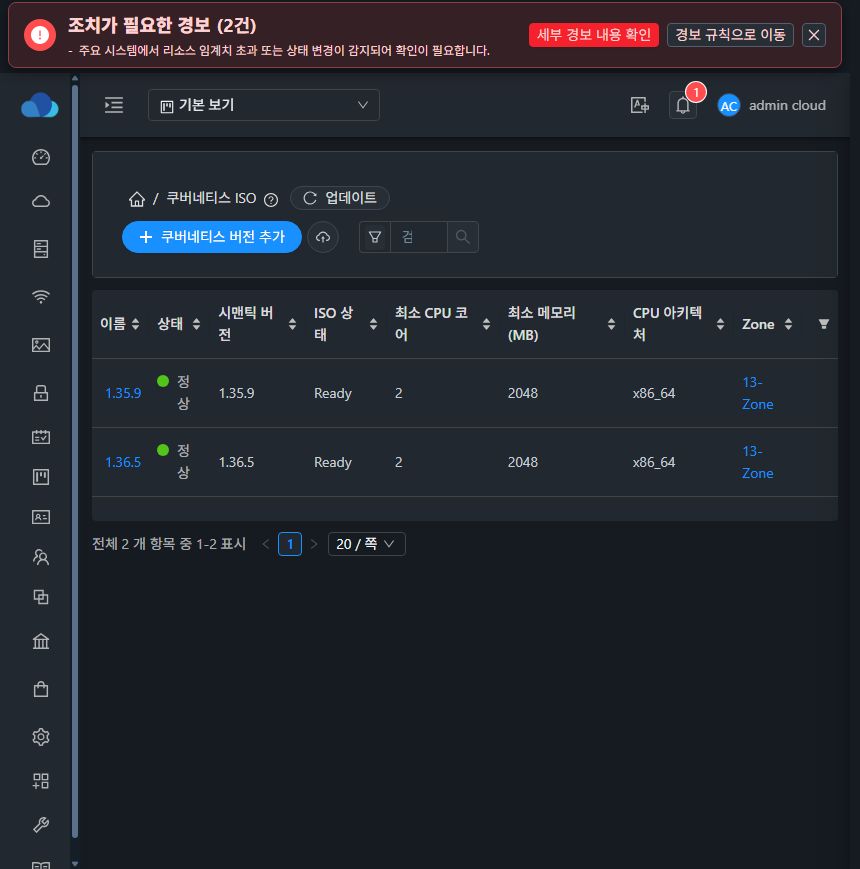 조치가 필요한 경보 (2건)
- 주요 시스템에서 리소스 임계치 초과 또는 상태 변경이 감지되어 확인이 필요합니다.
세부 경보 내용 확인
경보 규칙으로 이동
기본 보기
1
AC
admin cloud
/ 쿠버네티스 ISO
업데이트
+ 쿠버네티스 버전 추가
검
이름 상태 시맨틱 버전 ISO 상태 최소 CPU 코어 최소 메모리 (MB) CPU 아키텍처 Zone
1.35.9 정상 1.35.9 Ready 2 2048 x86_64 13-Zone
1.36.5 정상 1.36.5 Ready 2 2048 x86_64 13-Zone
전체 2 개 항목 중 1-2 표시 < 1 > 20 / 쪽